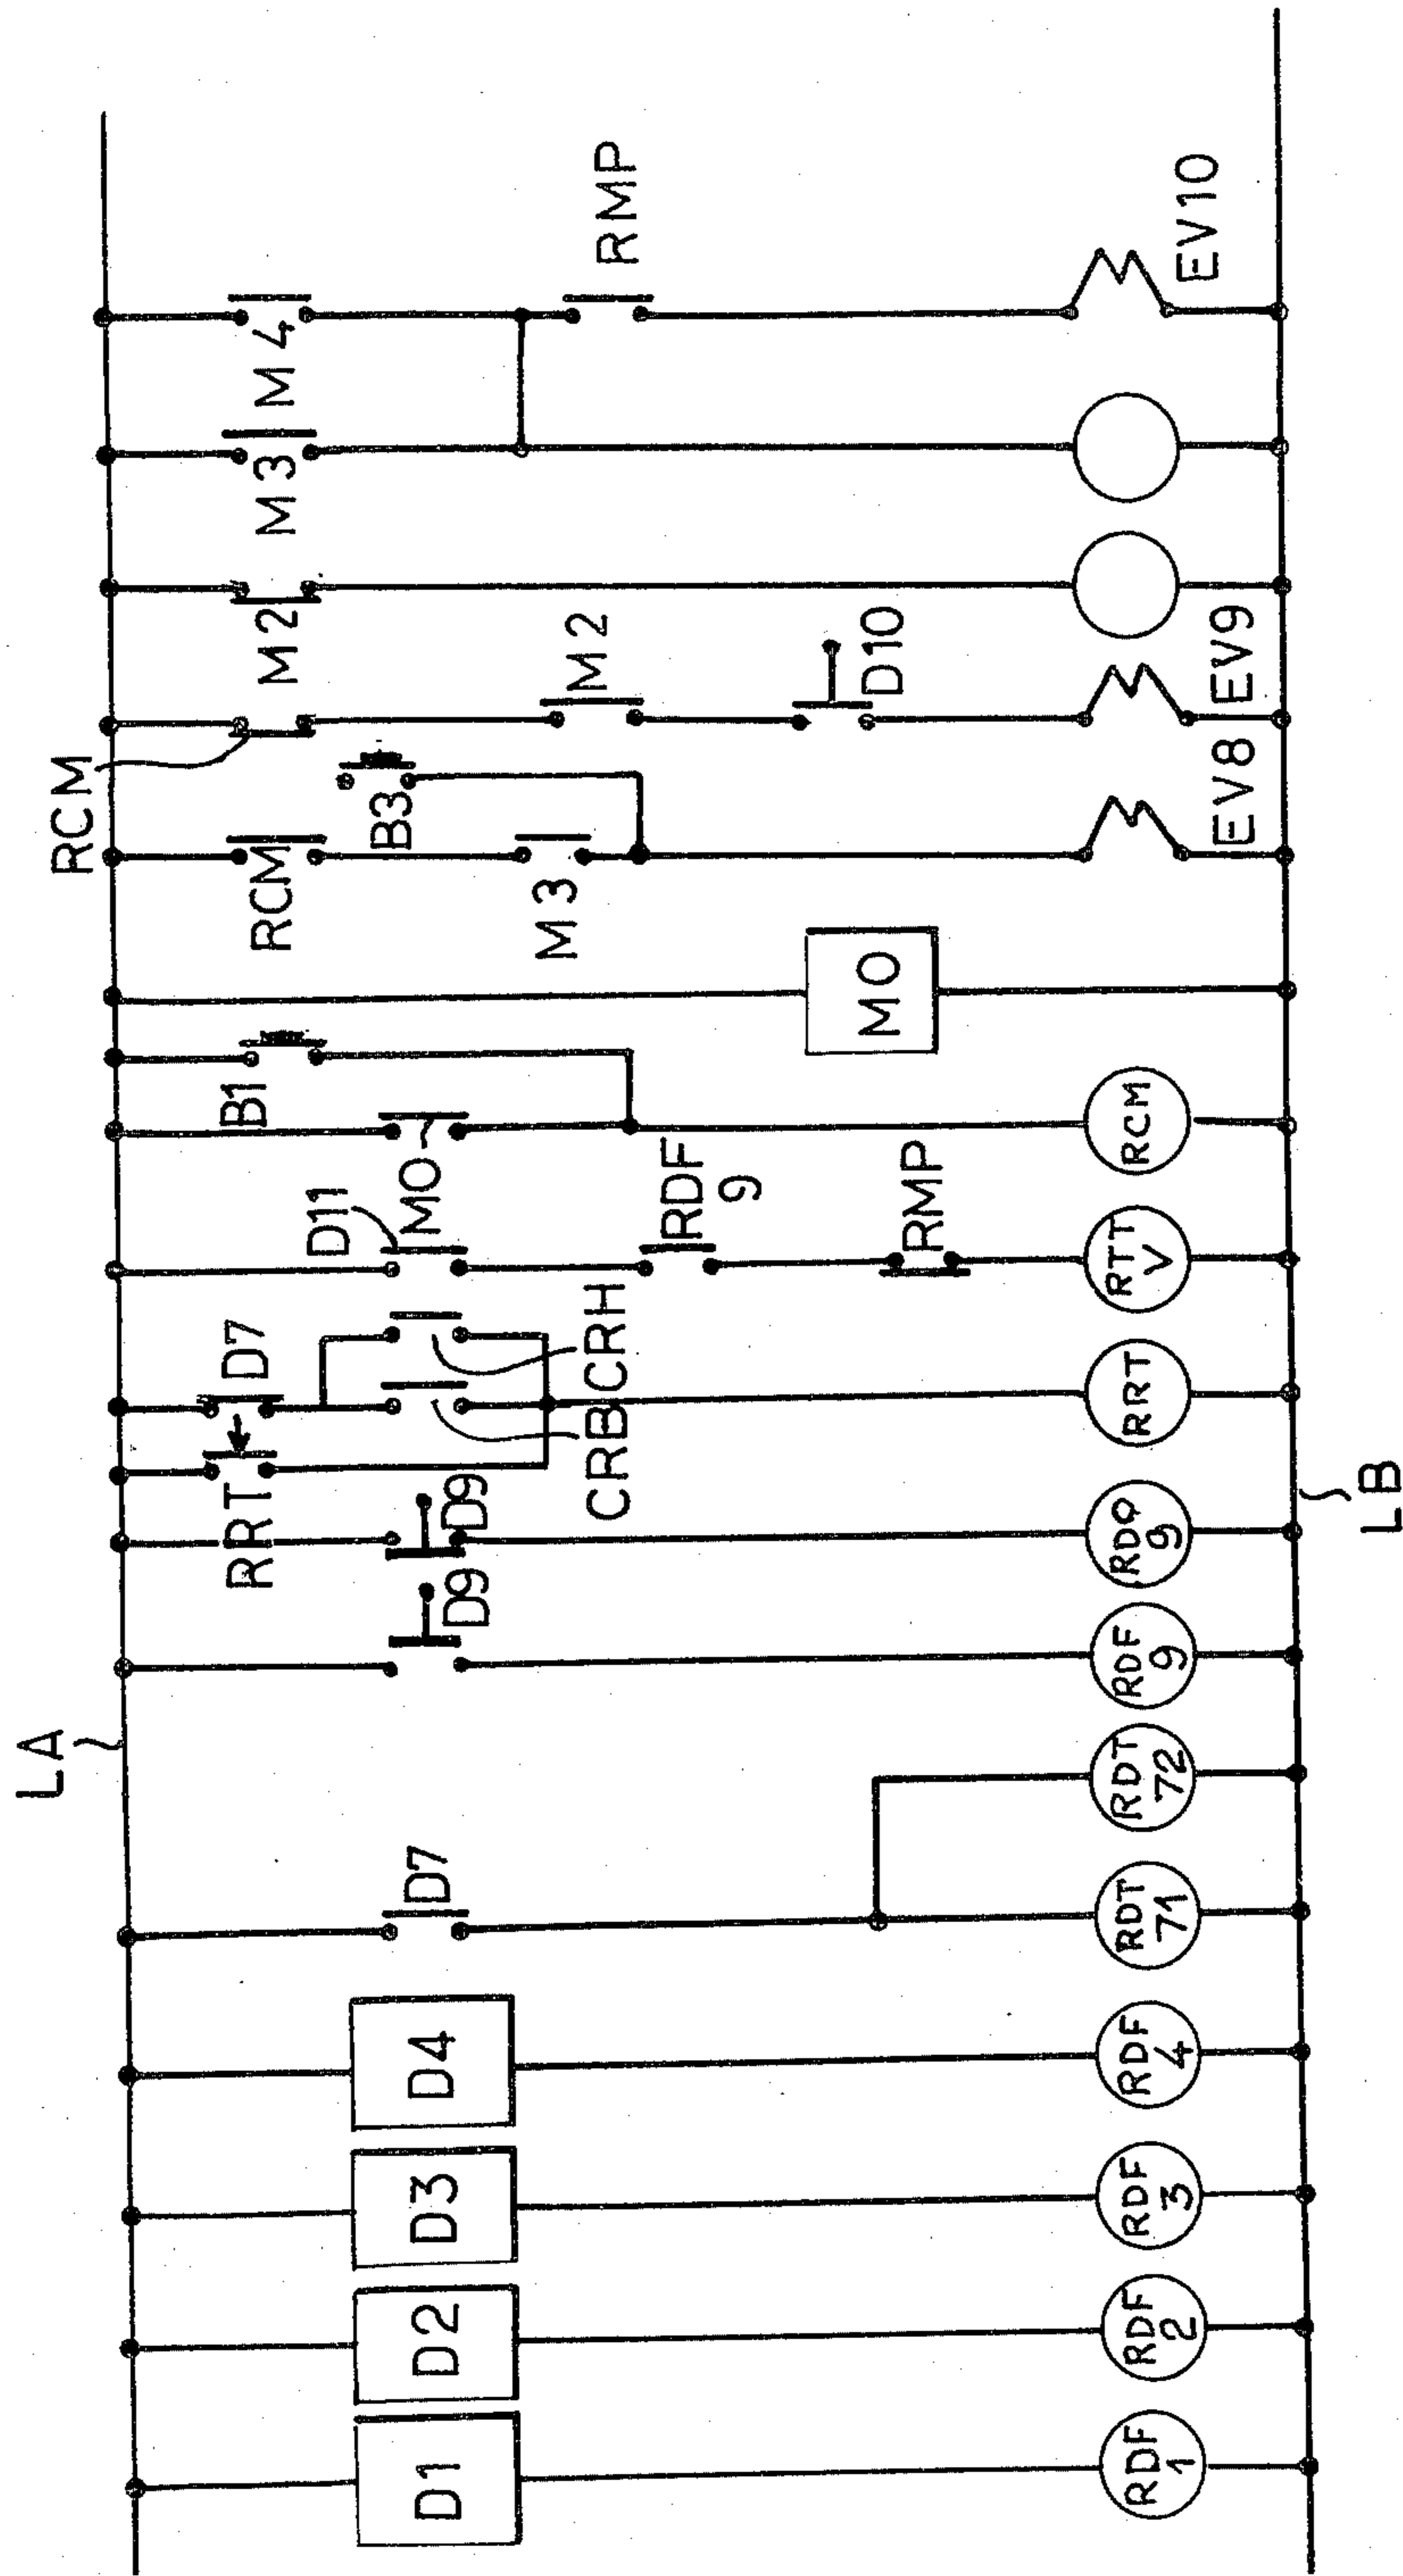 LA
D1
D2
D3
D4
D7
D9
D9
RRT
D7
CRB
CRH
D11
MO
RDF
9
RMP
B1
MO
RCM
M3
B3
RCM
M2
D10
M2
M3
M4
RMP
RDF
1
RDF
2
RDF
3
RDF
4
RDT
71
RDT
72
RDF
9
RDO
9
RRT
RTT
V
RCM
EV8
EV9
EV10
LB